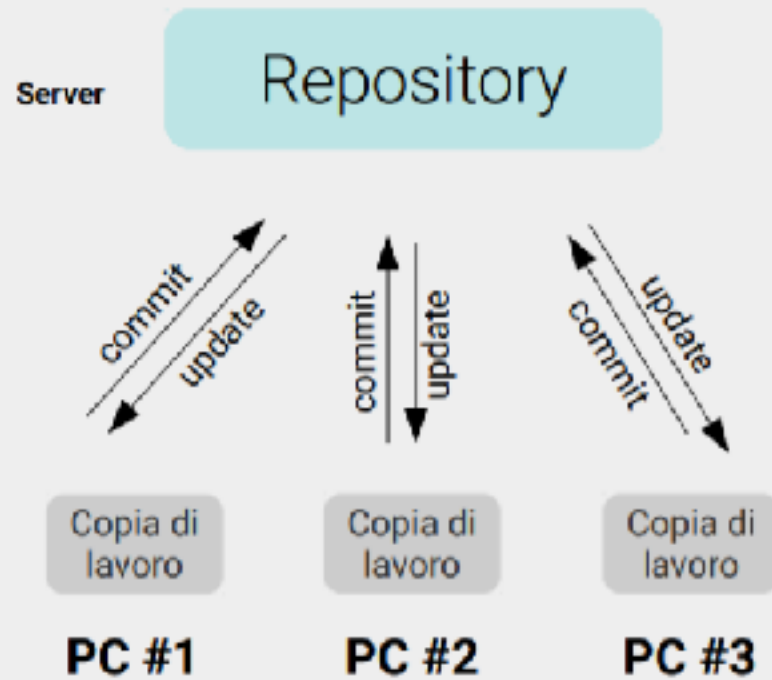 Repository
Server
commit
update
commit
update
update
commit
Copia di
lavoro
Copia di
lavoro
Copia di
lavoro
PC #1
PC #2
PC #3